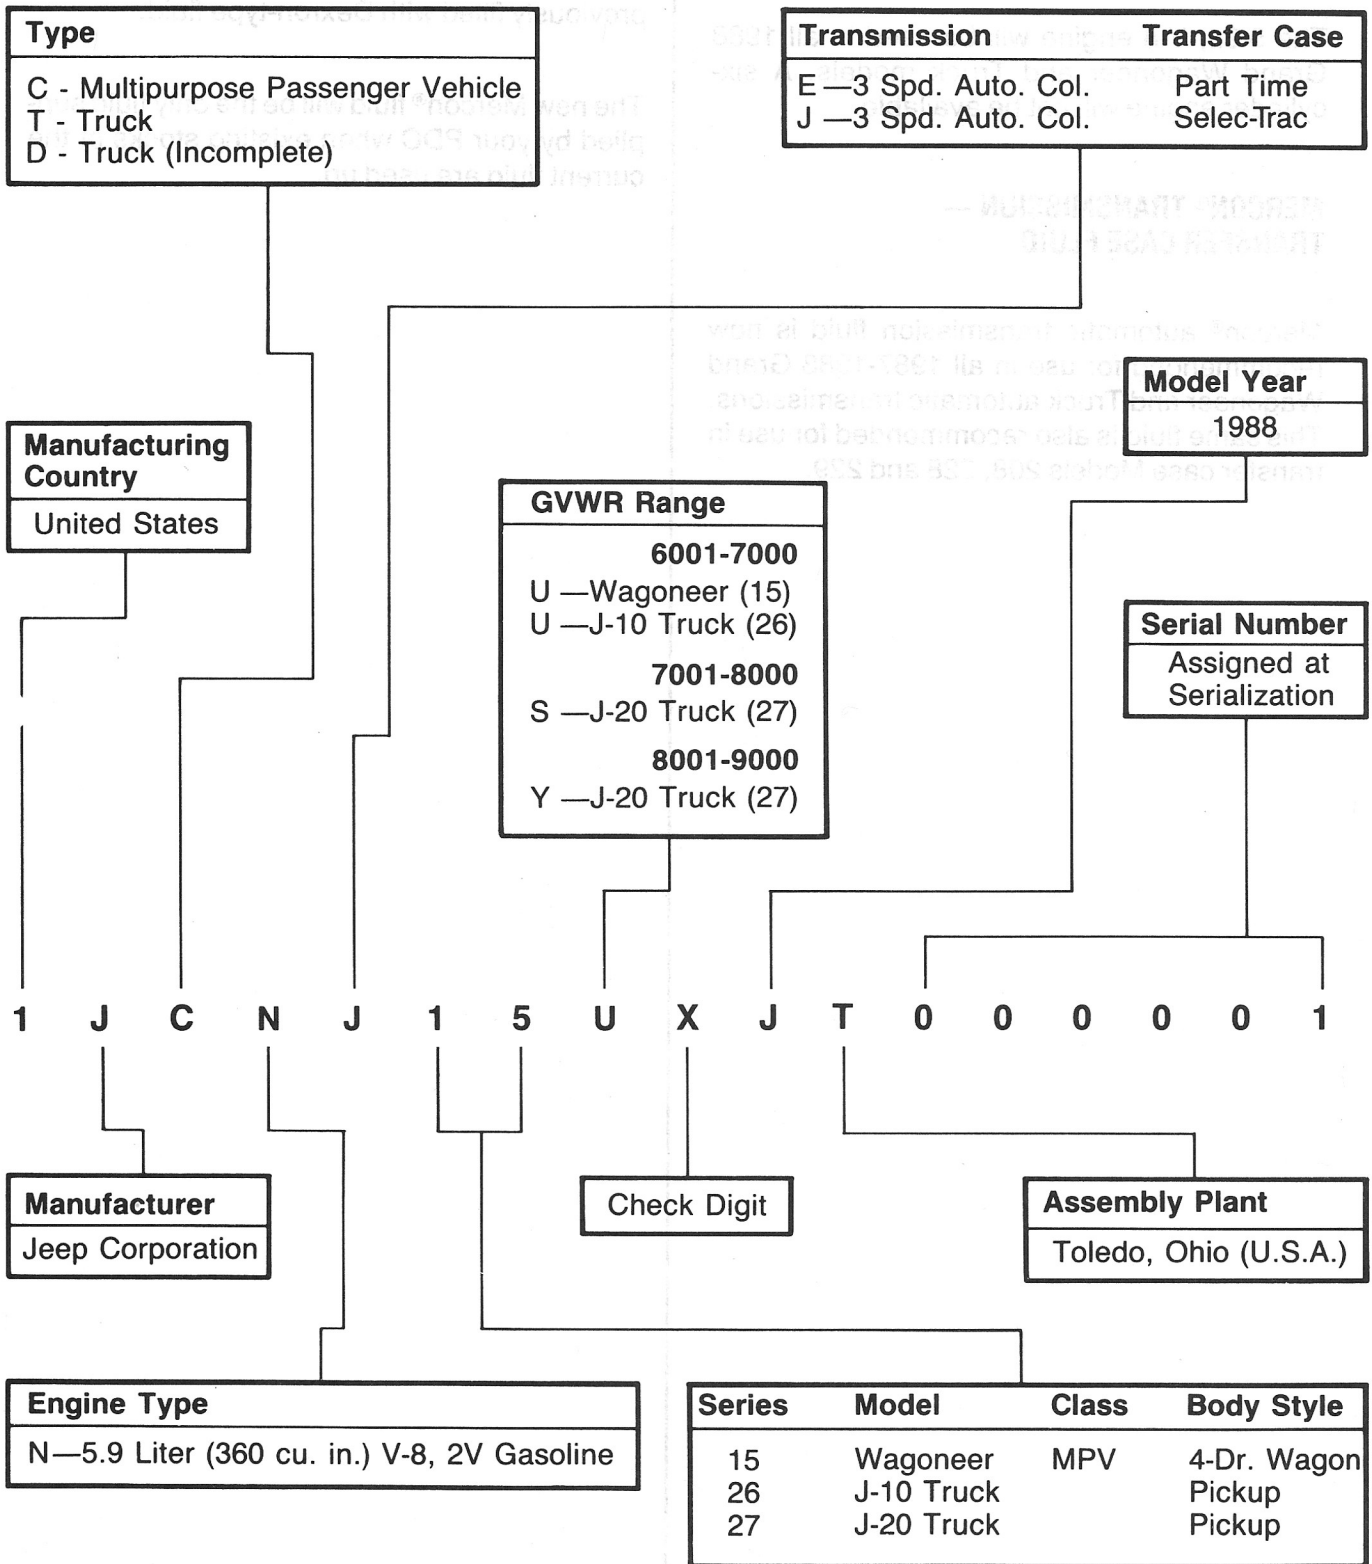 Type
C - Multipurpose Passenger Vehicle
T - Truck
D - Truck (Incomplete)
Transmission Transfer Case
E —3 Spd. Auto. Col. Part Time
J —3 Spd. Auto. Col. Selec-Trac
Model Year
1988
Manufacturing
Country
United States
GVWR Range
6001-7000
U —Wagoneer (15)
U —J-10 Truck (26)
7001-8000
S —J-20 Truck (27)
8001-9000
Y —J-20 Truck (27)
Serial Number
Assigned at
Serialization
1 J C N J 1 5 U X J T 0 0 0 0 0 1
Manufacturer
Jeep Corporation
Check Digit
Assembly Plant
Toledo, Ohio (U.S.A.)
Engine Type
N—5.9 Liter (360 cu. in.) V-8, 2V Gasoline
Series Model Class Body Style
15 Wagoneer MPV 4-Dr. Wagon
26 J-10 Truck Pickup
27 J-20 Truck Pickup